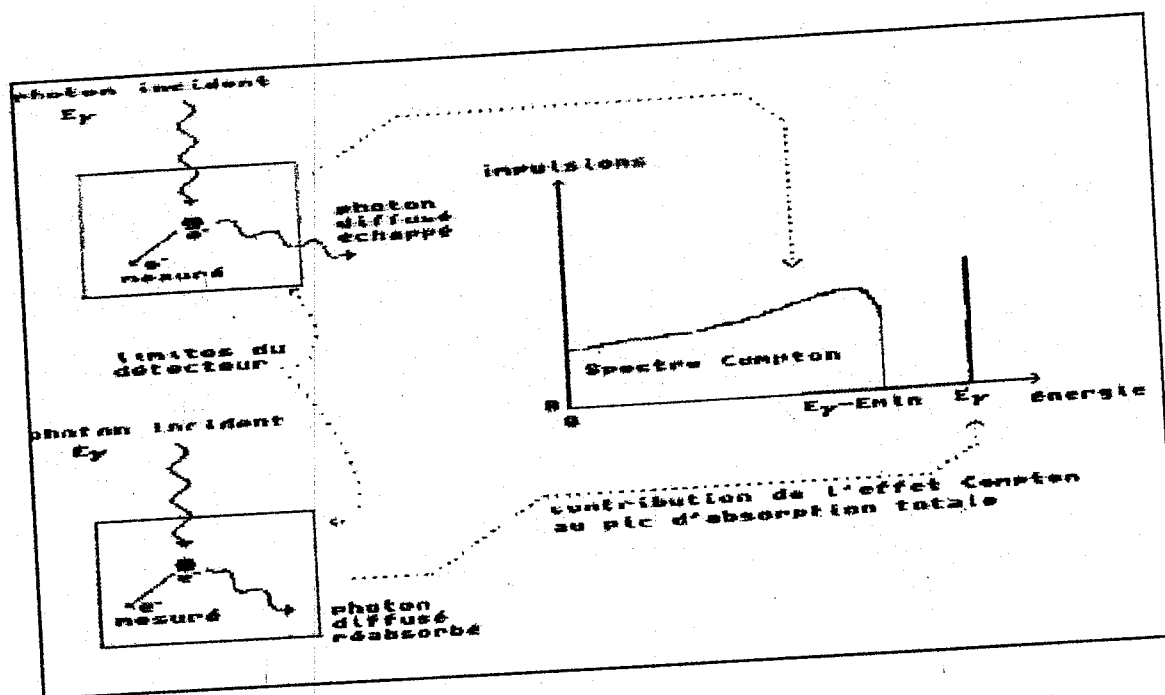 photon incident
Eγ
impulsions
photon
diffusé
échappé
e⁻
mesuré
limites du
détecteur
Spectre Compton
0
0
Eγ-Emin
Eγ
énergie
photon incident
Eγ
contribution de l'effet Compton
au pic d'absorption totale
e⁻
mesuré
photon
diffusé
réabsorbé